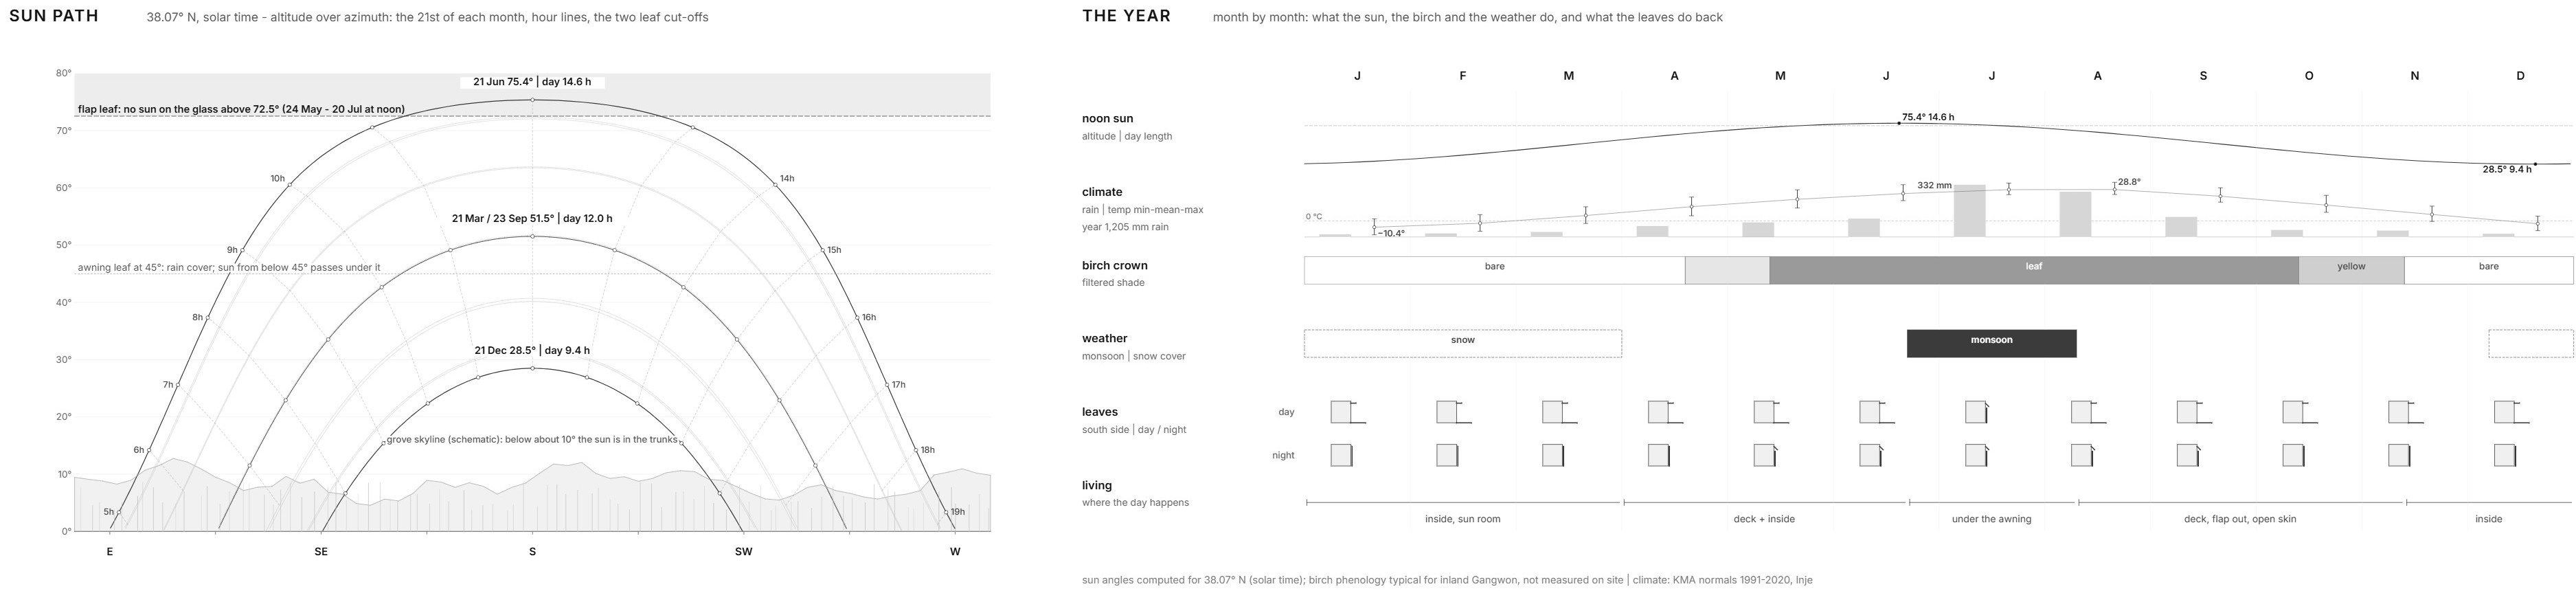 SUN PATH
38.07° N, solar time - altitude over azimuth: the 21st of each month, hour lines, the two leaf cut-offs
80°
70°
60°
50°
40°
30°
20°
10°
0°
21 Jun 75.4° | day 14.6 h
flap leaf: no sun on the glass above 72.5° (24 May - 20 Jul at noon)
10h
14h
21 Mar / 23 Sep 51.5° | day 12.0 h
9h
15h
awning leaf at 45°: rain cover; sun from below 45° passes under it
8h
16h
21 Dec 28.5° | day 9.4 h
7h
17h
grove skyline (schematic): below about 10° the sun is in the trunks
6h
18h
5h
19h
E
SE
S
SW
W
THE YEAR
month by month: what the sun, the birch and the weather do, and what the leaves do back
J
F
M
A
M
J
J
A
S
O
N
D
noon sun
altitude | day length
75.4° 14.6 h
28.5° 9.4 h
climate
rain | temp min-mean-max
year 1,205 mm rain
0 °C
−10.4°
332 mm
28.8°
birch crown
filtered shade
bare
leaf
yellow
bare
weather
monsoon | snow cover
snow
monsoon
leaves
south side | day / night
day
night
living
where the day happens
inside, sun room
deck + inside
under the awning
deck, flap out, open skin
inside
sun angles computed for 38.07° N (solar time); birch phenology typical for inland Gangwon, not measured on site | climate: KMA normals 1991-2020, Inje